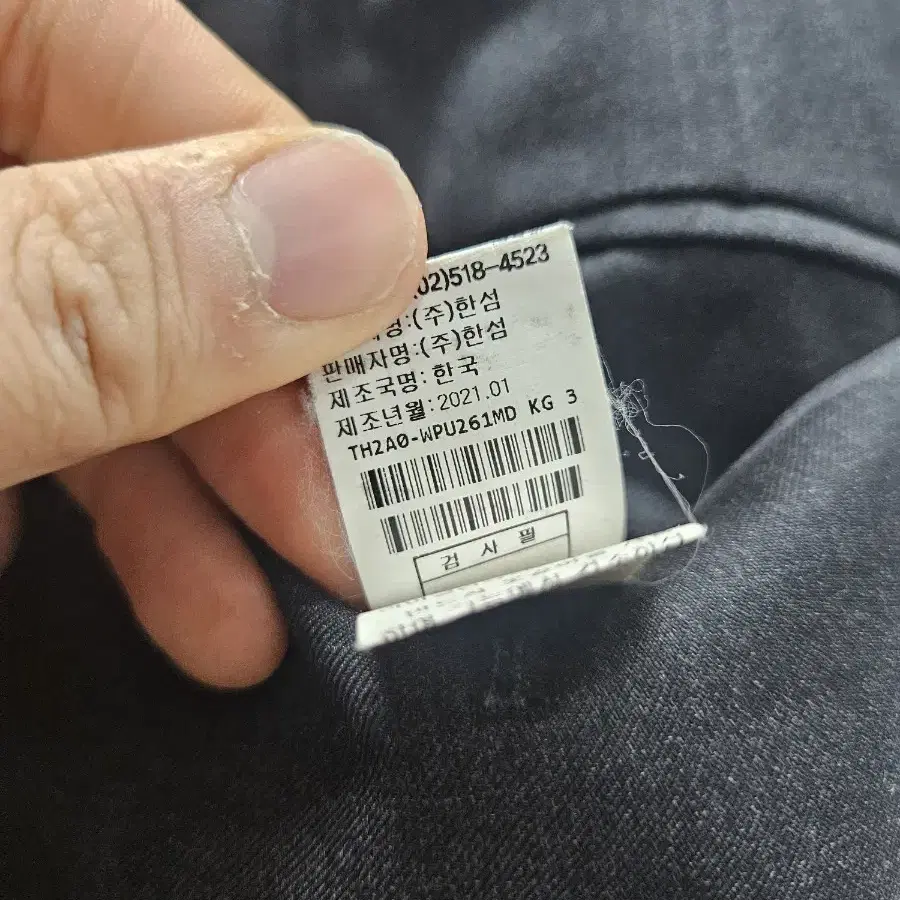 02)518-4523
명:(주)한섬
판매자명:(주)한섬
제조국명:한국
제조년월:2021.01
TH2A0-WPU261MD KG 3
검 사 필